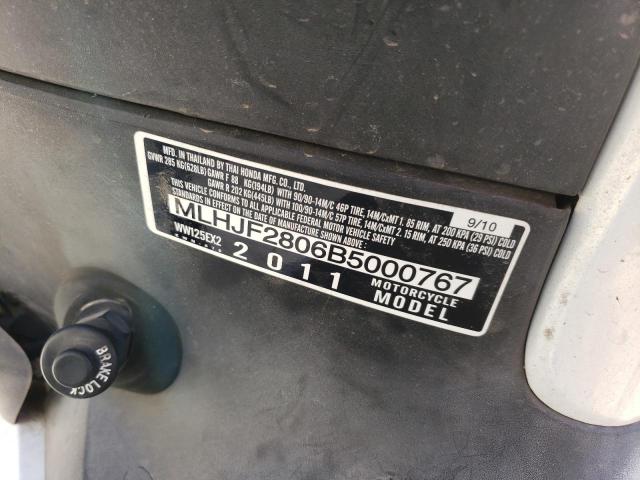 MFD. IN THAILAND BY THAI HONDA MFG. CO., LTD. 9/10
GVWR 285 KG(628LB) GAWR F 88 KG(194LB) WITH 90/90-14M/C 46P TIRE, 14M/CxMT 1. 85 RIM, AT 200 KPA (29 PSI) COLD
GAWR R 202 KG(445LB) WITH 100/90-14M/C 57P TIRE, 14M/CxMT 2. 15 RIM, AT 250 KPA (36 PSI) COLD
THIS VEHICLE CONFORMS TO ALL APPLICABLE FEDERAL MOTOR VEHICLE SAFETY
STANDARDS IN EFFECT ON THE DATE OF MANUFACTURE SHOWN ABOVE:
MLHJF2806B5000767
WW125EX2
2011 MOTORCYCLE MODEL
BRAKE LOCK